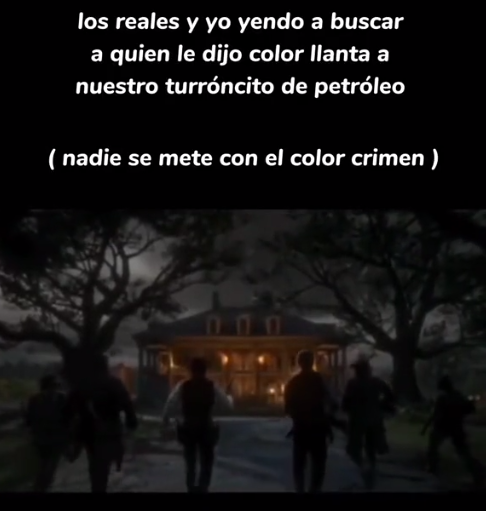 los reales y yo yendo a buscar
a quien le dijo color llanta a
nuestro turróncito de petróleo
( nadie se mete con el color crimen )